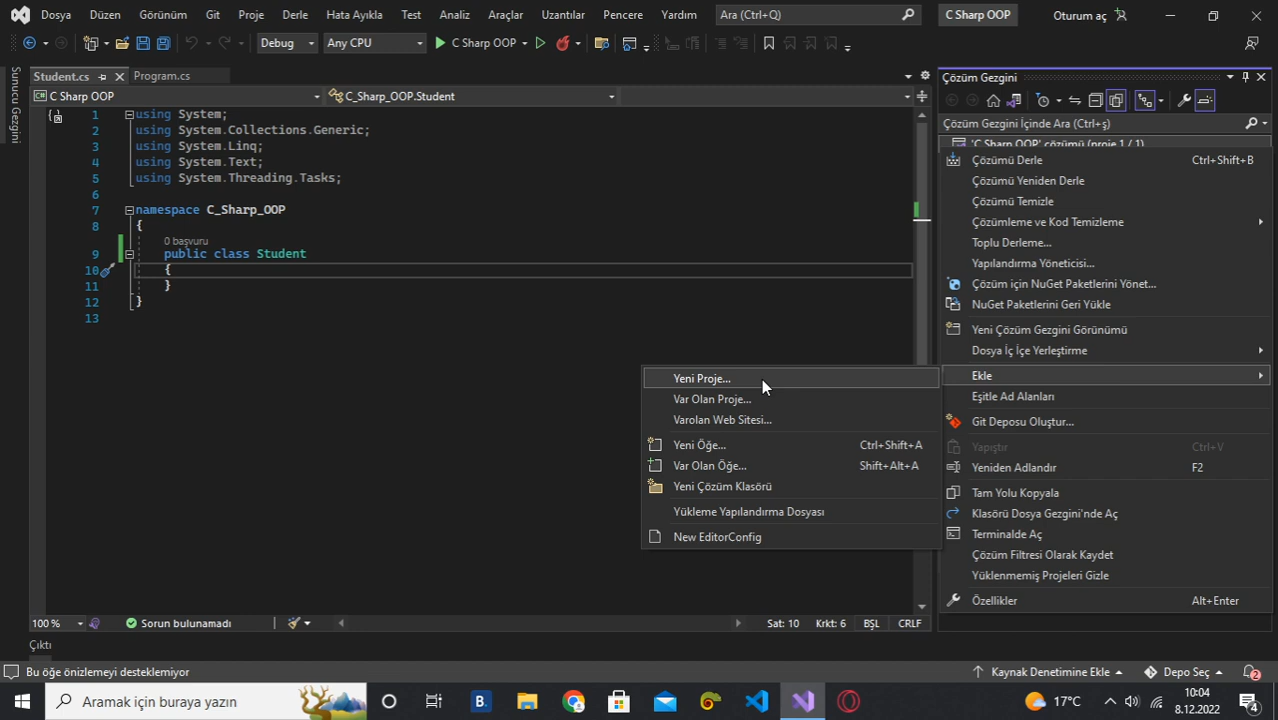 Dosya Düzen Görünüm Git Proje Derle Hata Ayıkla Test Analiz Araçlar Uzantılar Pencere Yardım Ara (Ctrl+Q) C Sharp OOP Oturum aç
Debug Any CPU C Sharp OOP
Sunucu Gezgini
Student.cs Program.cs
C Sharp OOP C_Sharp_OOP.Student
1 using System;
2 using System.Collections.Generic;
3 using System.Linq;
4 using System.Text;
5 using System.Threading.Tasks;
6
7 namespace C_Sharp_OOP
8 {
0 başvuru
9 public class Student
10 {
11 }
12 }
13
Çözüm Gezgini
Çözüm Gezgini İçinde Ara (Ctrl+ş)
'C Sharp OOP' çözümü (proje 1 / 1)
Çözümü Derle Ctrl+Shift+B
Çözümü Yeniden Derle
Çözümü Temizle
Çözümleme ve Kod Temizleme
Toplu Derleme...
Yapılandırma Yöneticisi...
Çözüm için NuGet Paketlerini Yönet...
NuGet Paketlerini Geri Yükle
Yeni Çözüm Gezgini Görünümü
Dosya İç İçe Yerleştirme
Ekle
Eşitle Ad Alanları
Git Deposu Oluştur...
Yapıştır Ctrl+V
Yeniden Adlandır F2
Tam Yolu Kopyala
Klasörü Dosya Gezgini'nde Aç
Terminalde Aç
Çözüm Filtresi Olarak Kaydet
Yüklenmemiş Projeleri Gizle
Özellikler Alt+Enter
Yeni Proje...
Var Olan Proje...
Varolan Web Sitesi...
Yeni Öğe... Ctrl+Shift+A
Var Olan Öğe... Shift+Alt+A
Yeni Çözüm Klasörü
Yükleme Yapılandırma Dosyası
New EditorConfig
100 % Sorun bulunamadı Sat: 10 Krkt: 6 BŞL CRLF
Çıktı
Bu öğe önizlemeyi desteklemiyor Kaynak Denetimine Ekle Depo Seç 2
Aramak için buraya yazın B. 17°C 10:04
8.12.2022 4